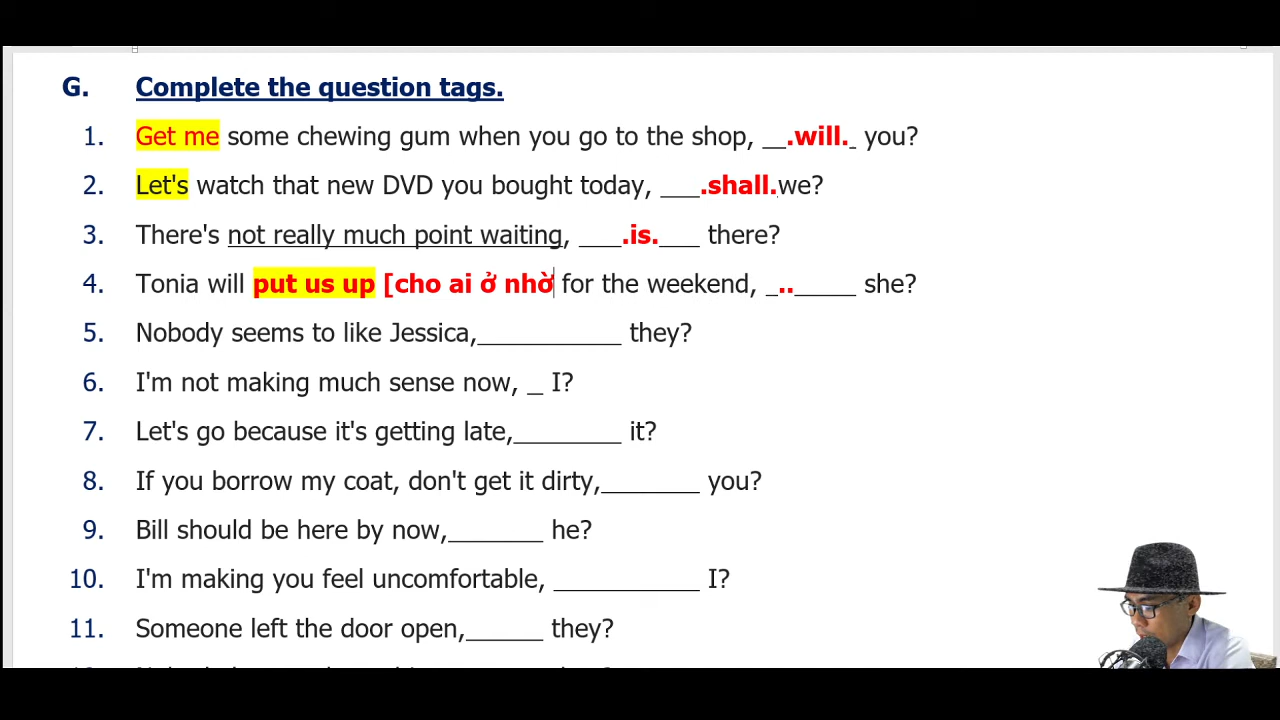 G. Complete the question tags.
1. Get me some chewing gum when you go to the shop, __.will._ you?
2. Let's watch that new DVD you bought today, ___.shall.we?
3. There's not really much point waiting, ___.is.___ there?
4. Tonia will put us up [cho ai ở nhờ for the weekend, _.._____ she?
5. Nobody seems to like Jessica,___________ they?
6. I'm not making much sense now, _ I?
7. Let's go because it's getting late,________ it?
8. If you borrow my coat, don't get it dirty,_______ you?
9. Bill should be here by now,_______ he?
10. I'm making you feel uncomfortable, ___________ I?
11. Someone left the door open,______ they?